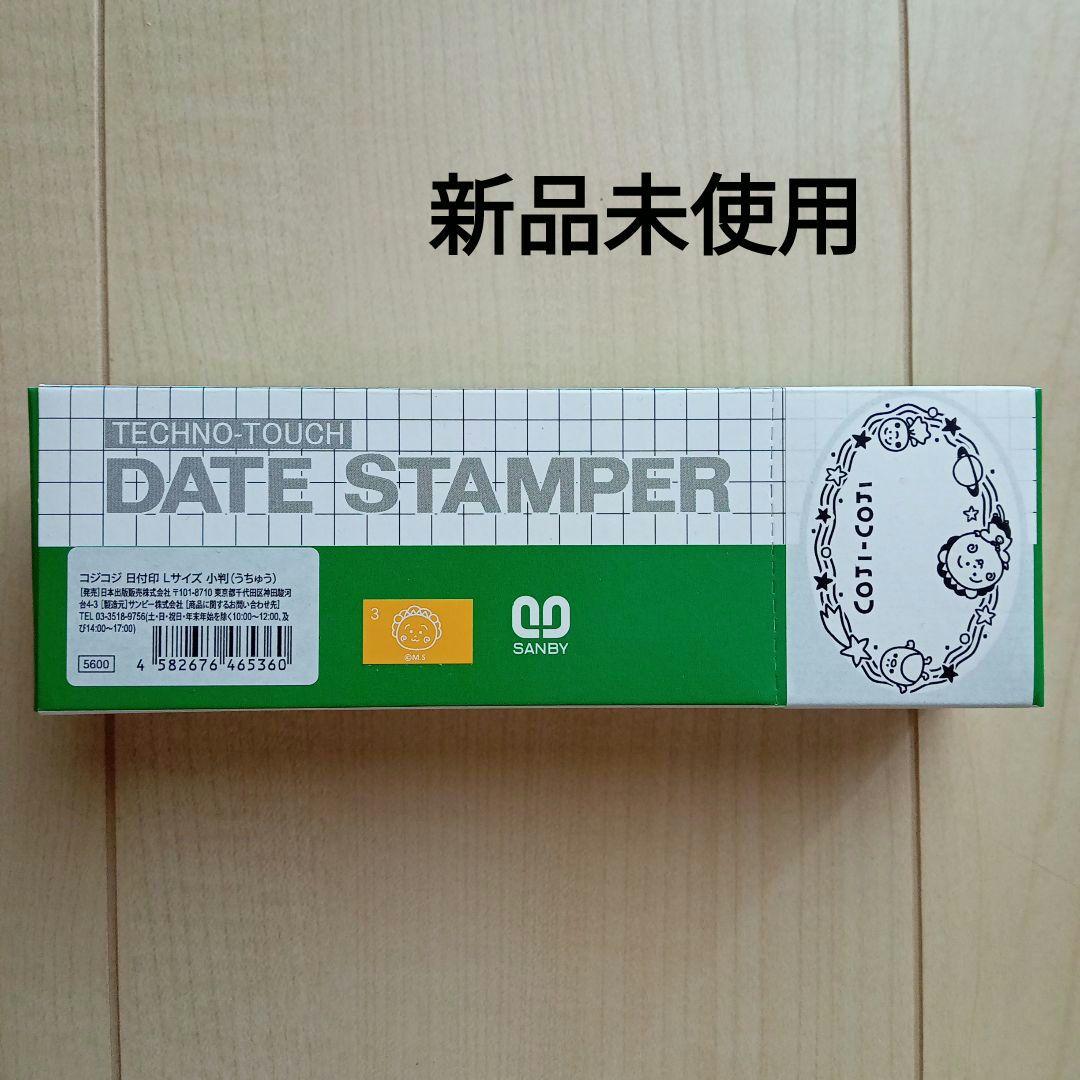 新品未使用
TECHNO-TOUCH
DATE STAMPER
コジコジ 日付印 Lサイズ 小判(うちゅう)
[発売]日本出版販売株式会社 〒101-8710 東京都千代田区神田駿河
台4-3 [製造元]サンビー株式会社 [商品に関するお問い合わせ先]
TEL 03-3518-9756(土・日・祝日・年末年始を除く10:00〜12:00、及
び14:00〜17:00)
5600
4 582676 465360
3
©M.S
SANBY
COJI-COJI